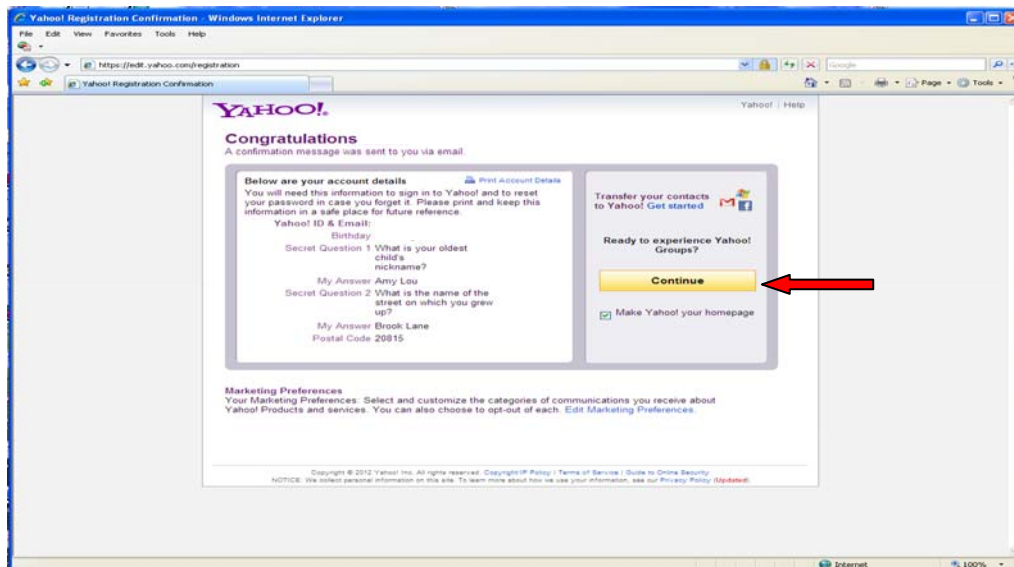 Yahoo! Registration Confirmation - Windows Internet Explorer
File Edit View Favorites Tools Help
https://edit.yahoo.com/registration
Google
Yahoo! Registration Confirmation
Page Tools
YAHOO!
Yahoo! Help
Congratulations
A confirmation message was sent to you via email.
Below are your account details
Print Account Details
You will need this information to sign in to Yahoo! and to reset
your password in case you forget it. Please print and keep this
information in a safe place for future reference.
Yahoo! ID & Email:
Birthday
Secret Question 1 What is your oldest
child's
nickname?
My Answer Amy Lou
Secret Question 2 What is the name of the
street on which you grew
up?
My Answer Brook Lane
Postal Code 20815
Transfer your contacts
to Yahoo! Get started
Ready to experience Yahoo!
Groups?
Continue
Make Yahoo! your homepage
Marketing Preferences
Your Marketing Preferences: Select and customize the categories of communications you receive about
Yahoo! Products and services. You can also choose to opt-out of each. Edit Marketing Preferences.
Copyright © 2012 Yahoo! Inc. All rights reserved. Copyright/IP Policy | Terms of Service | Guide to Online Security
NOTICE: We collect personal information on this site. To learn more about how we use your information, see our Privacy Policy (Updated)
Internet
100%